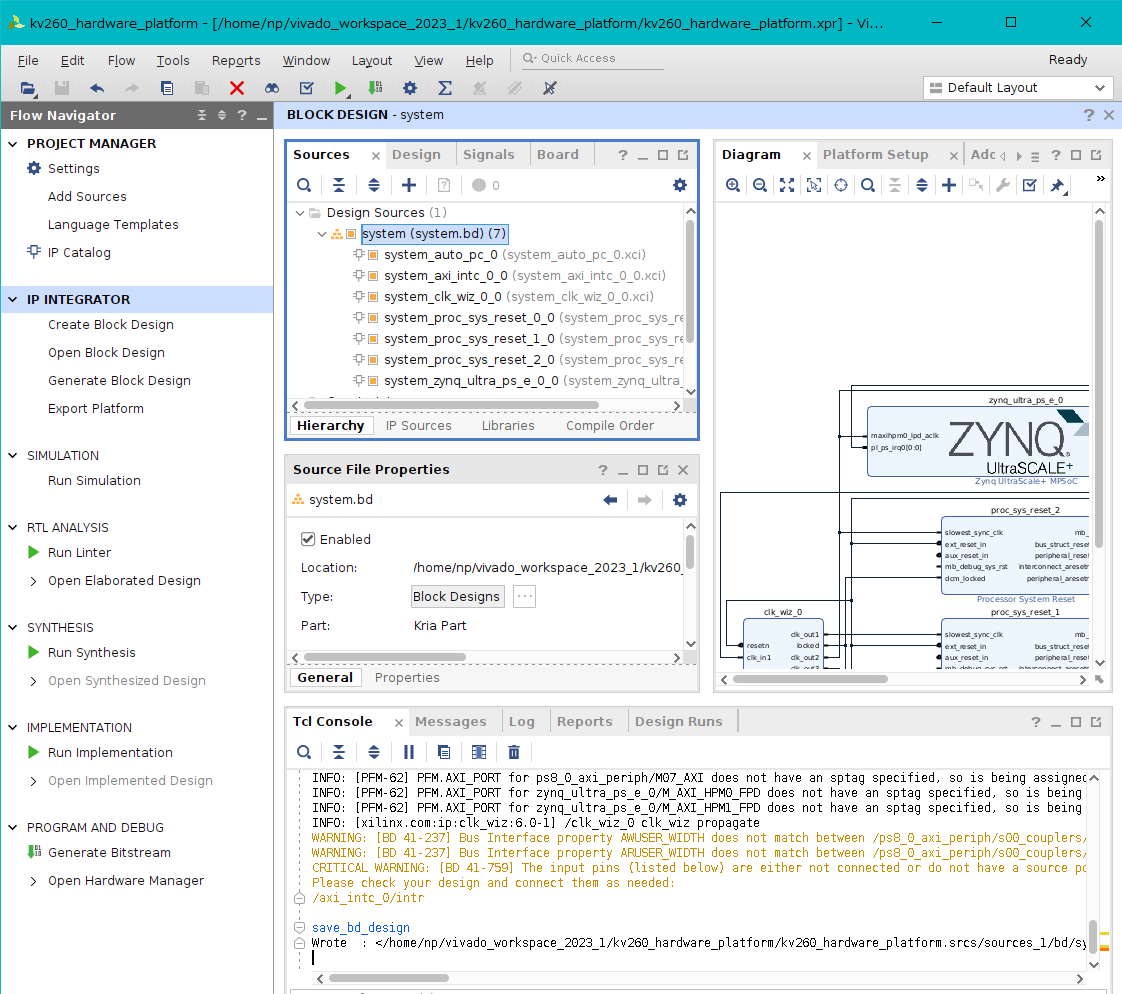 kv260_hardware_platform - [/home/np/vivado_workspace_2023_1/kv260_hardware_platform/kv260_hardware_platform.xpr] - Vi...
File Edit Flow Tools Reports Window Layout View Help Quick Access Ready
Default Layout
Flow Navigator
PROJECT MANAGER
Settings
Add Sources
Language Templates
IP Catalog
IP INTEGRATOR
Create Block Design
Open Block Design
Generate Block Design
Export Platform
SIMULATION
Run Simulation
RTL ANALYSIS
Run Linter
Open Elaborated Design
SYNTHESIS
Run Synthesis
Open Synthesized Design
IMPLEMENTATION
Run Implementation
Open Implemented Design
PROGRAM AND DEBUG
Generate Bitstream
Open Hardware Manager
BLOCK DESIGN - system
Sources Design Signals Board
0
Design Sources (1)
system (system.bd) (7)
system_auto_pc_0 (system_auto_pc_0.xci)
system_axi_intc_0_0 (system_axi_intc_0_0.xci)
system_clk_wiz_0_0 (system_clk_wiz_0_0.xci)
system_proc_sys_reset_0_0 (system_proc_sys_re
system_proc_sys_reset_1_0 (system_proc_sys_re
system_proc_sys_reset_2_0 (system_proc_sys_re
system_zynq_ultra_ps_e_0_0 (system_zynq_ultra_
Hierarchy IP Sources Libraries Compile Order
Source File Properties
system.bd
Enabled
Location: /home/np/vivado_workspace_2023_1/kv260_
Type: Block Designs ...
Part: Kria Part
General Properties
Diagram Platform Setup Adc
zynq_ultra_ps_e_0
maxihpm0_lpd_aclk
pl_ps_irq0[0:0]
ZYNQ
UltraSCALE+
Zynq UltraScale+ MPSoC
proc_sys_reset_2
slowest_sync_clk mb_
ext_reset_in bus_struct_reset
aux_reset_in peripheral_reset
mb_debug_sys_rst interconnect_aresetn
dcm_locked peripheral_aresetn
Processor System Reset
proc_sys_reset_1
clk_wiz_0
resetn
clk_in1
clk_out1
locked
clk_out2
slowest_sync_clk mb_
ext_reset_in bus_struct_reset
aux_reset_in peripheral_reset
Tcl Console Messages Log Reports Design Runs
INFO: [PFM-62] PFM.AXI_PORT for ps8_0_axi_periph/M07_AXI does not have an sptag specified, so is being assigned
INFO: [PFM-62] PFM.AXI_PORT for zynq_ultra_ps_e_0/M_AXI_HPM0_FPD does not have an sptag specified, so is being
INFO: [PFM-62] PFM.AXI_PORT for zynq_ultra_ps_e_0/M_AXI_HPM1_FPD does not have an sptag specified, so is being
INFO: [xilinx.com:ip:clk_wiz:6.0-1] /clk_wiz_0 clk_wiz propagate
WARNING: [BD 41-237] Bus Interface property AWUSER_WIDTH does not match between /ps8_0_axi_periph/s00_couplers/
WARNING: [BD 41-237] Bus Interface property ARUSER_WIDTH does not match between /ps8_0_axi_periph/s00_couplers/
CRITICAL WARNING: [BD 41-759] The input pins (listed below) are either not connected or do not have a source po
Please check your design and connect them as needed:
/axi_intc_0/intr
save_bd_design
Wrote : </home/np/vivado_workspace_2023_1/kv260_hardware_platform/kv260_hardware_platform.srcs/sources_1/bd/sy